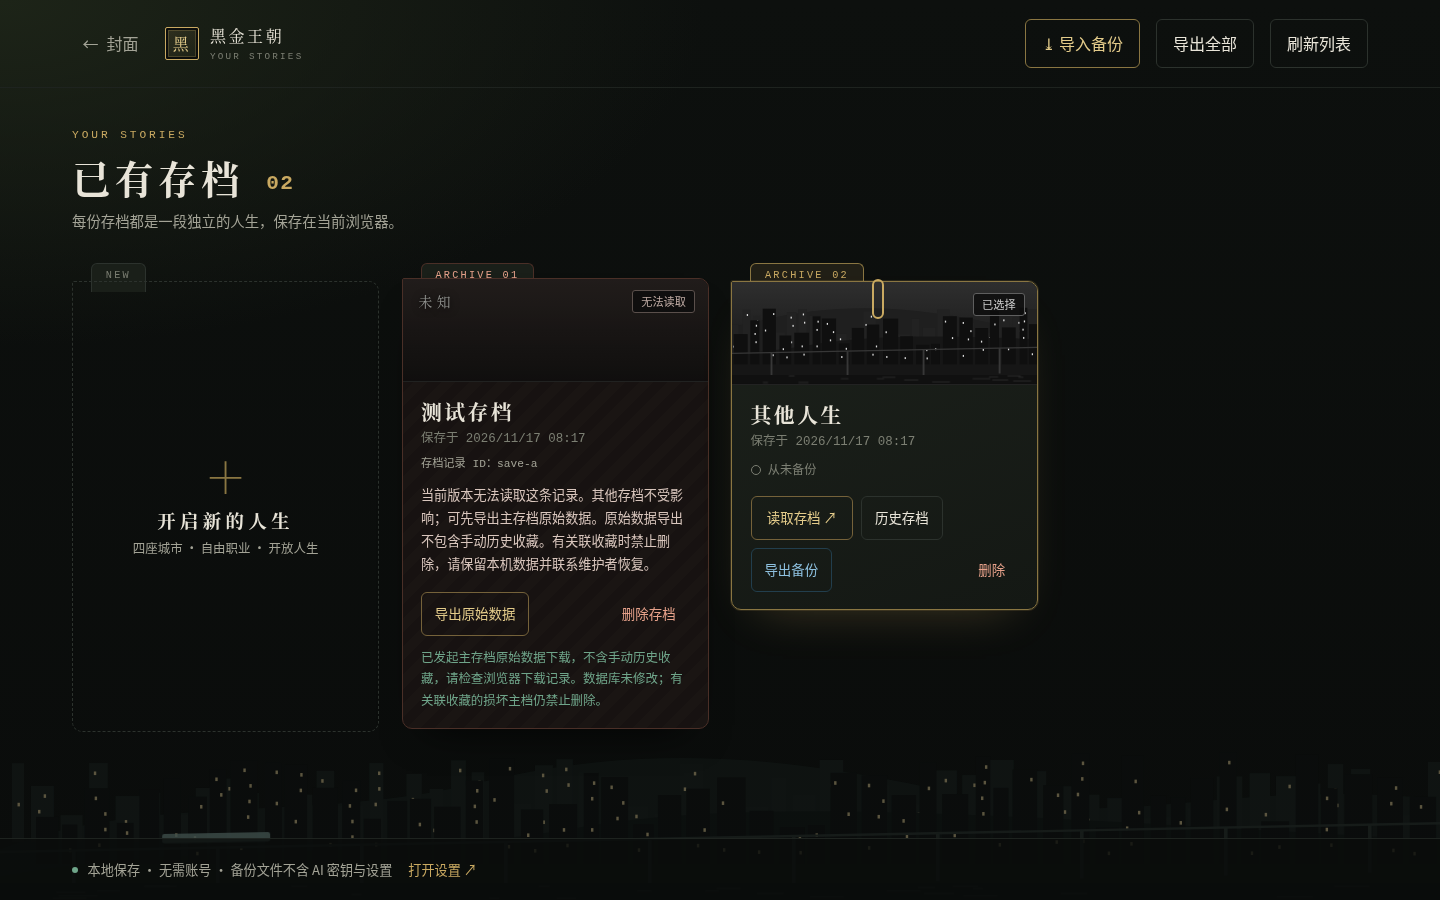 ← 封面
黑
黑金王朝
YOUR STORIES
⤓ 导入备份
导出全部
刷新列表
YOUR STORIES
已有存档 02
每份存档都是一段独立的人生，保存在当前浏览器。
NEW
开启新的人生
四座城市 · 自由职业 · 开放人生
ARCHIVE 01
未知
无法读取
测试存档
保存于 2026/11/17 08:17
存档记录 ID：save-a
当前版本无法读取这条记录。其他存档不受影
响；可先导出主存档原始数据。原始数据导出
不包含手动历史收藏。有关联收藏时禁止删
除，请保留本机数据并联系维护者恢复。
导出原始数据
删除存档
已发起主存档原始数据下载，不含手动历史收
藏，请检查浏览器下载记录。数据库未修改；有
关联收藏的损坏主档仍禁止删除。
ARCHIVE 02
已选择
其他人生
保存于 2026/11/17 08:17
从未备份
读取存档 ↗
历史存档
导出备份
删除
本地保存 · 无需账号 · 备份文件不含 AI 密钥与设置
打开设置 ↗